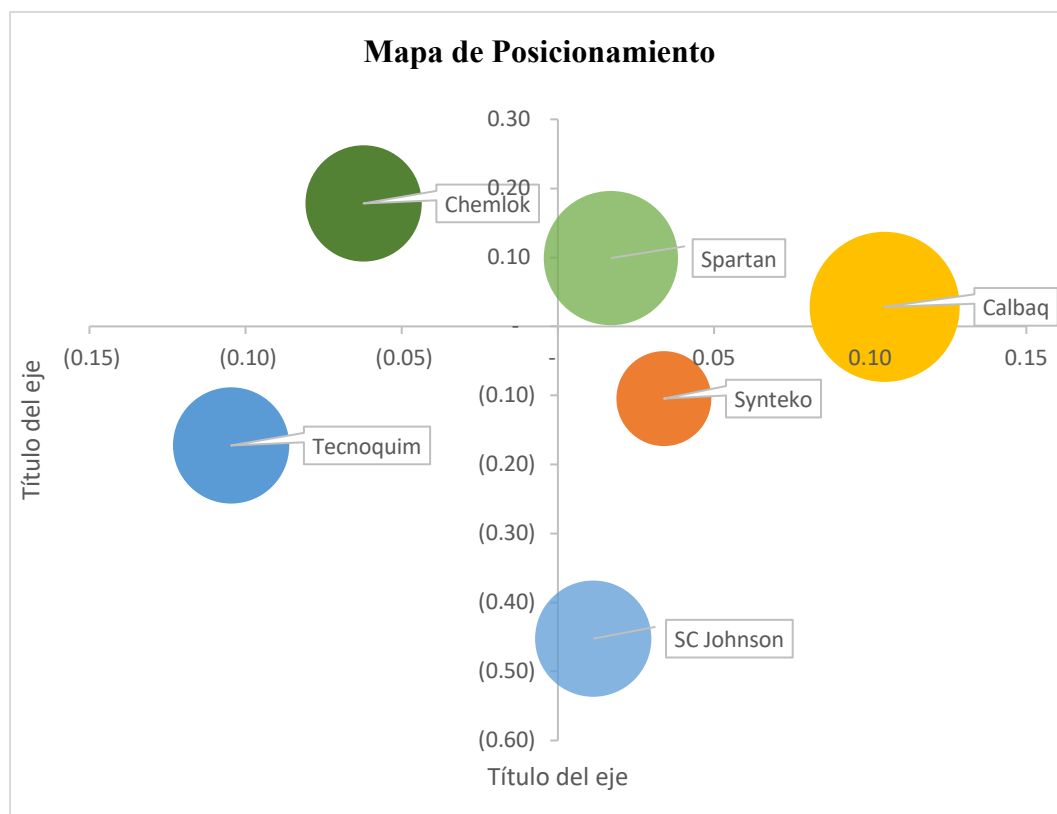 Mapa de Posicionamiento
0.30
0.20
Chemlok
Spartan
0.10
Calbaq
-
(0.15) (0.10) (0.05) - 0.05 0.10 0.15
(0.10)
Synteko
Tecnoquim
(0.20)
(0.30)
(0.40)
SC Johnson
(0.50)
(0.60)
Título del eje
Título del eje